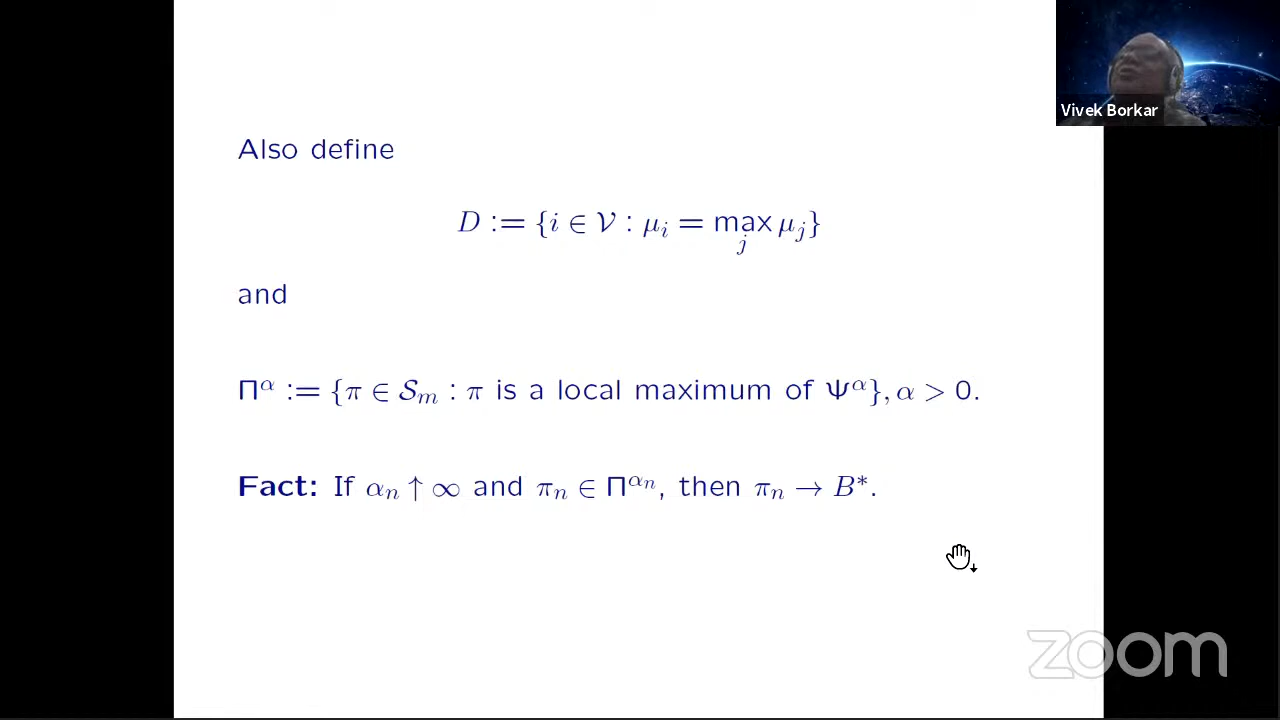 Vivek Borkar
Also define
D := {i ∈ 𝒱 : μ_i = max_j μ_j}
and
Π^α := {π ∈ 𝒮_m : π is a local maximum of Ψ^α}, α > 0.
Fact: If α_n ↑ ∞ and π_n ∈ Π^{α_n}, then π_n → B*.
zoom